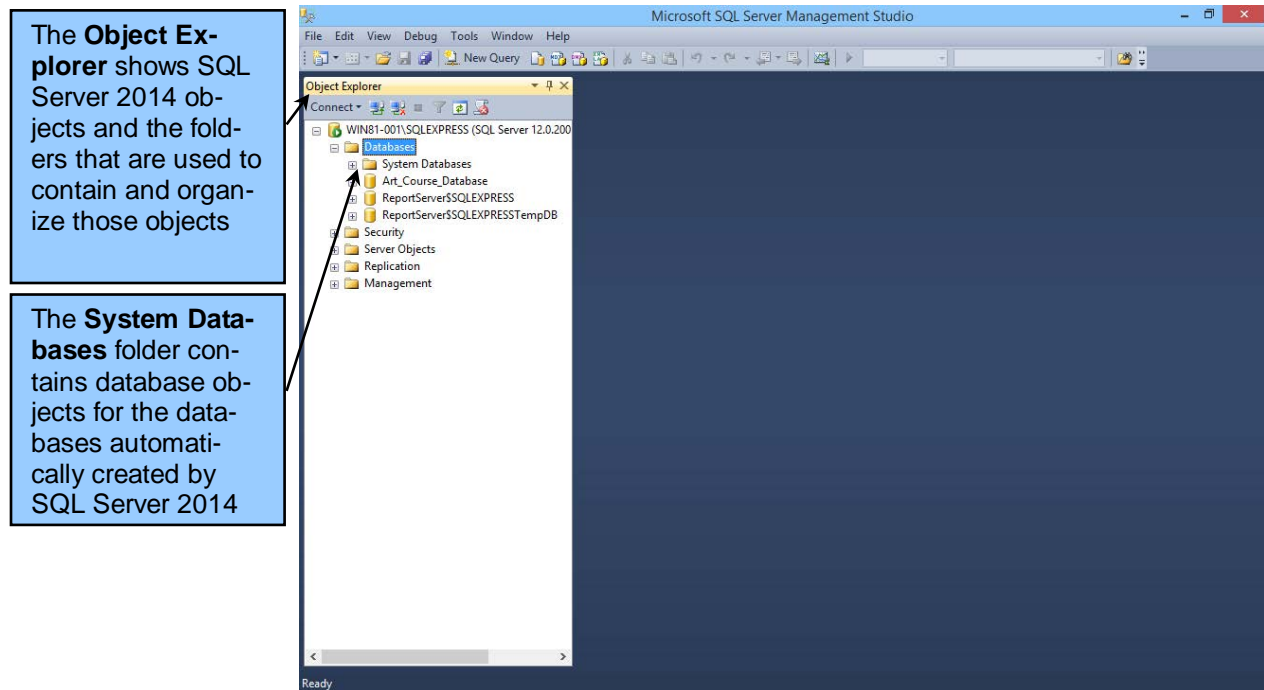 The Object Ex-
plorer shows SQL
Server 2014 ob-
jects and the fold-
ers that are used to
contain and organ-
ize those objects
The System Data-
bases folder con-
tains database ob-
jects for the data-
bases automati-
cally created by
SQL Server 2014
Microsoft SQL Server Management Studio
File Edit View Debug Tools Window Help
New Query
Object Explorer
Connect
WIN81-001\SQLEXPRESS (SQL Server 12.0.200
Databases
System Databases
Art_Course_Database
ReportServer$SQLEXPRESS
ReportServer$SQLEXPRESSTempDB
Security
Server Objects
Replication
Management
Ready